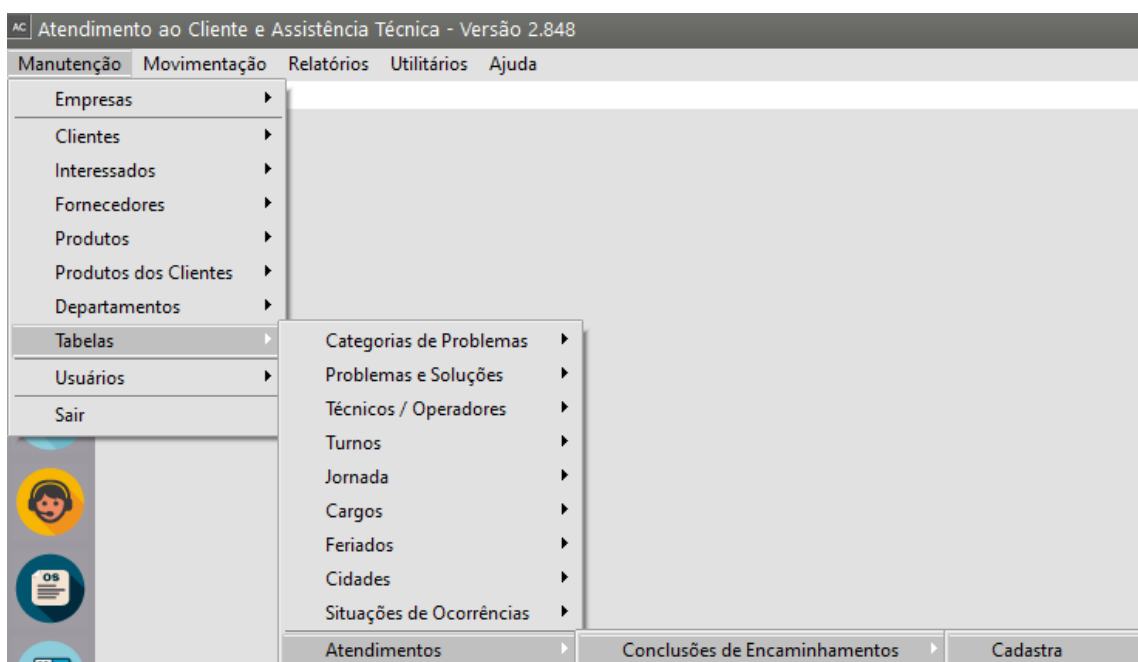 AC Atendimento ao Cliente e Assistência Técnica - Versão 2.848
Manutenção Movimentação Relatórios Utilitários Ajuda
Empresas
Clientes
Interessados
Fornecedores
Produtos
Produtos dos Clientes
Departamentos
Tabelas
Usuários
Sair
Categorias de Problemas
Problemas e Soluções
Técnicos / Operadores
Turnos
Jornada
Cargos
Feriados
Cidades
Situações de Ocorrências
Atendimentos
Conclusões de Encaminhamentos
Cadastra
OS